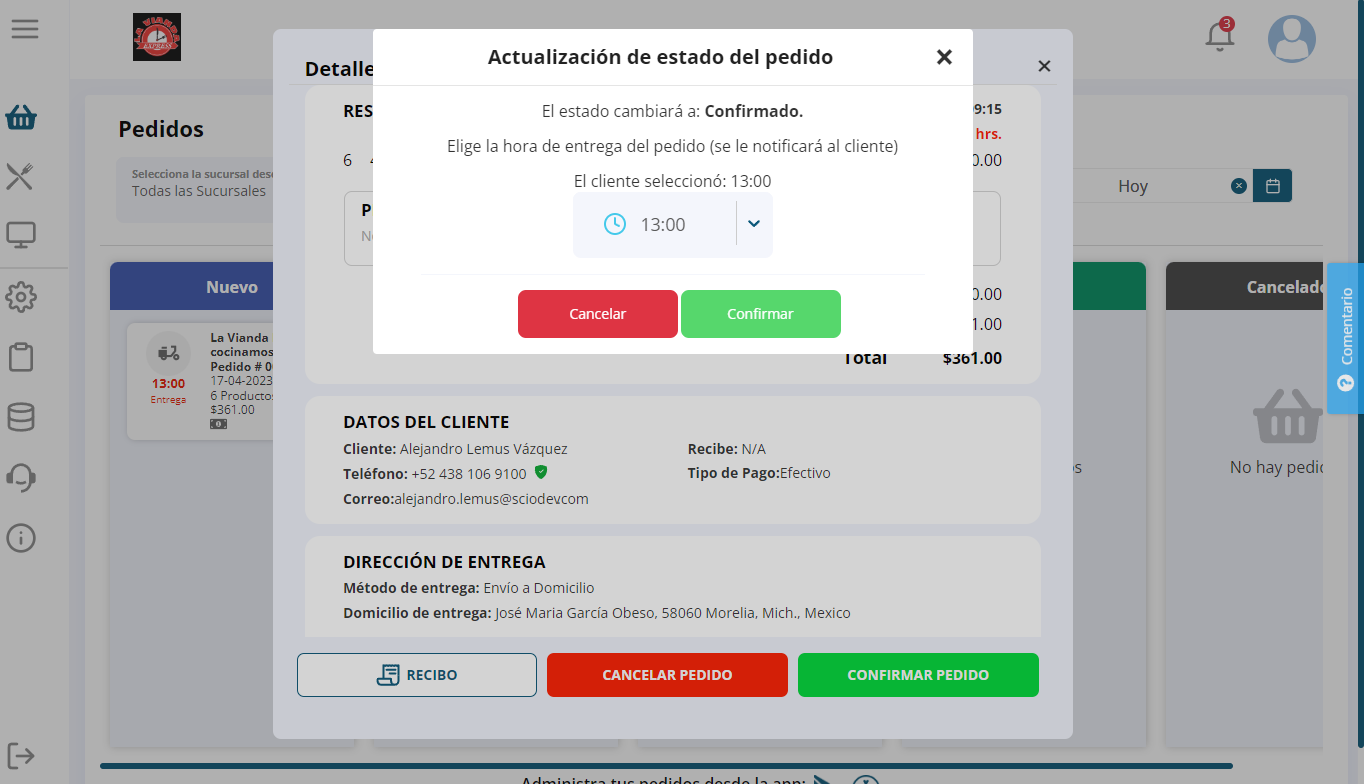 LA VIANDA
EXPRESS
3
Pedidos
Selecciona la sucursal
Todas las Sucursales
Hoy
Nuevo
Cancelado
La Vianda
cocinamos
Pedido #
17-04-2023
6 Productos
$361.00
13:00
Entrega
No hay
Comentario
Detalle
9:15
hrs.
6
0.00
0.00
1.00
Total
$361.00
Actualización de estado del pedido
El estado cambiará a: Confirmado.
Elige la hora de entrega del pedido (se le notificará al cliente)
El cliente seleccionó: 13:00
13:00
Cancelar
Confirmar
DATOS DEL CLIENTE
Cliente: Alejandro Lemus Vázquez
Recibe: N/A
Teléfono: +52 438 106 9100
Tipo de Pago:Efectivo
Correo:alejandro.lemus@sciodev.com
DIRECCIÓN DE ENTREGA
Método de entrega: Envío a Domicilio
Domicilio de entrega: José Maria García Obeso, 58060 Morelia, Mich., Mexico
RECIBO
CANCELAR PEDIDO
CONFIRMAR PEDIDO
Administra tus pedidos desde la app: